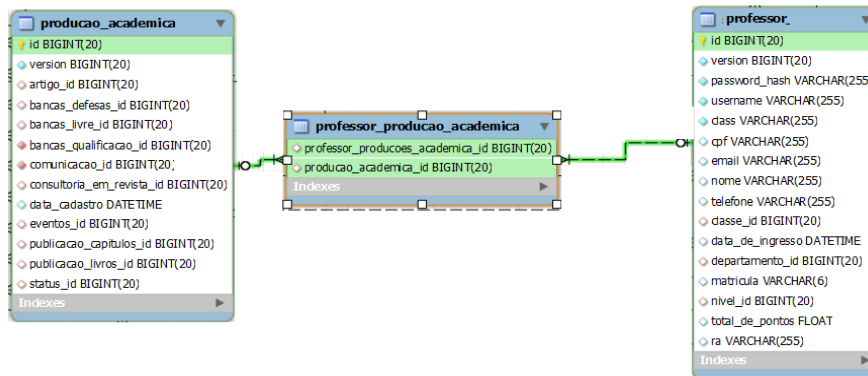 producao_academica
id BIGINT(20)
version BIGINT(20)
artigo_id BIGINT(20)
bancas_defesas_id BIGINT(20)
bancas_livre_id BIGINT(20)
bancas_qualificacao_id BIGINT(20)
comunicacao_id BIGINT(20)
consultoria_em_revista_id BIGINT(20)
data_cadastro DATETIME
eventos_id BIGINT(20)
publicacao_capitulos_id BIGINT(20)
publicacao_livros_id BIGINT(20)
status_id BIGINT(20)
Indexes
professor_producao_academica
professor_producoes_academica_id BIGINT(20)
producao_academica_id BIGINT(20)
Indexes
professor_
id BIGINT(20)
version BIGINT(20)
password_hash VARCHAR(255
username VARCHAR(255)
class VARCHAR(255)
cpf VARCHAR(255)
email VARCHAR(255)
nome VARCHAR(255)
telefone VARCHAR(255)
classe_id BIGINT(20)
data_de_ingresso DATETIME
departamento_id BIGINT(20)
matricula VARCHAR(6)
nivel_id BIGINT(20)
total_de_pontos FLOAT
ra VARCHAR(255)
Indexes